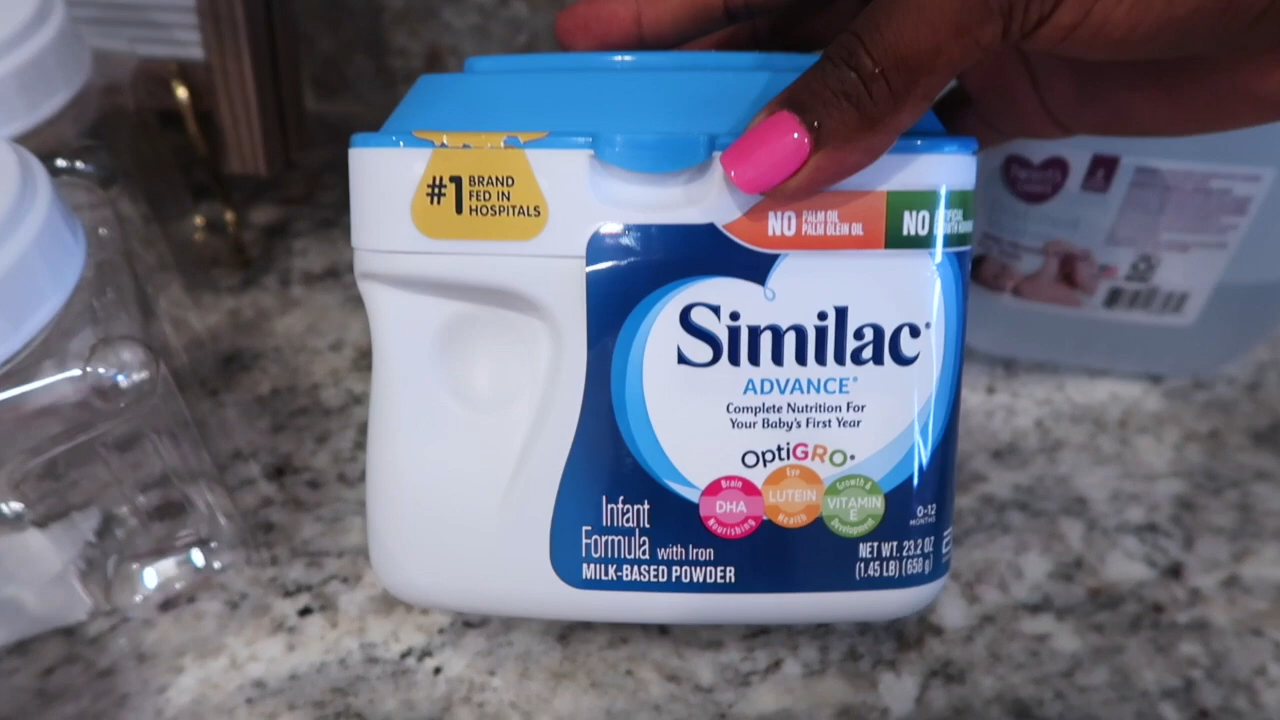 #1 BRAND
FED IN
HOSPITALS
NO PALM OIL
PALM OLEIN OIL
NO
Similac
ADVANCE®
Complete Nutrition For
Your Baby's First Year
OptiGRO
Brain
DHA
Nourishing
Eye
LUTEIN
Health
Growth &
VITAMIN
E
Development
0-12
MONTHS
Infant
Formula with Iron
MILK-BASED POWDER
NET WT. 23.2 OZ
(1.45 LB) (658 g)